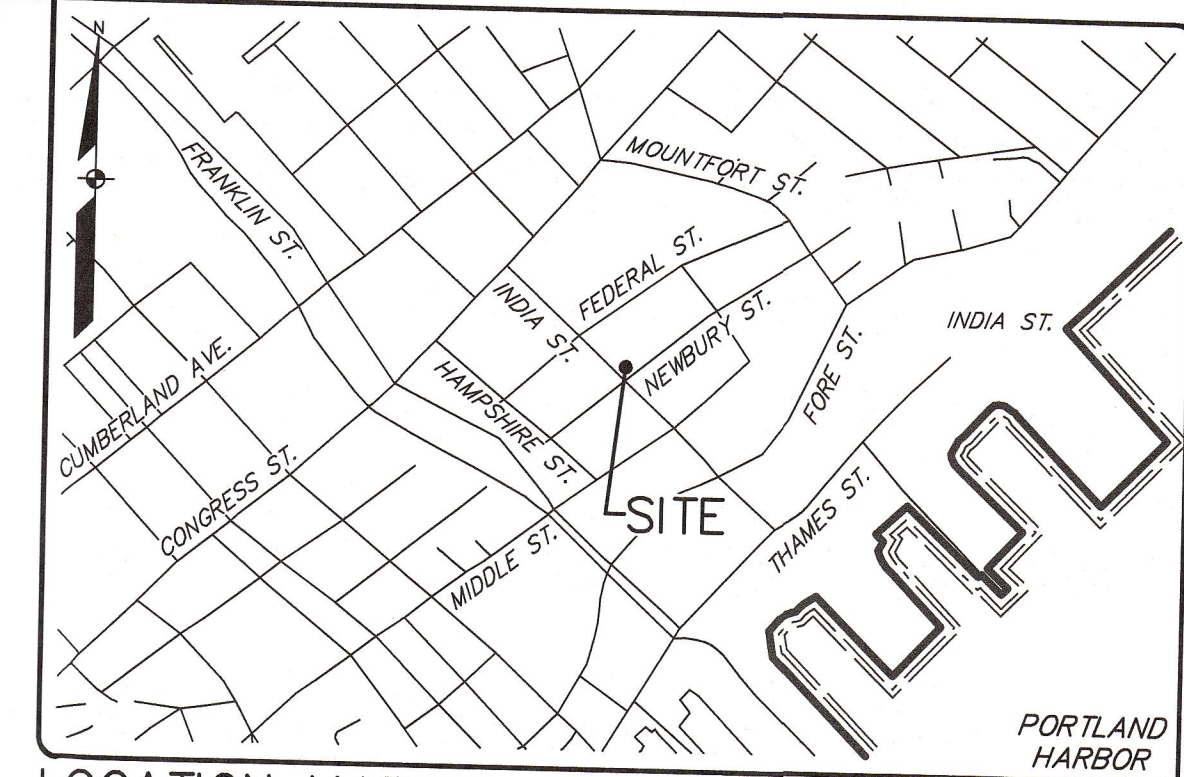 N
FRANKLIN ST.
MOUNTFORT ST.
FEDERAL ST.
INDIA ST.
NEWBURY ST.
INDIA ST.
HAMPSHIRE ST.
FORE ST.
CUMBERLAND AVE.
CONGRESS ST.
SITE
THAMES ST.
MIDDLE ST.
PORTLAND
HARBOR
LOCATION